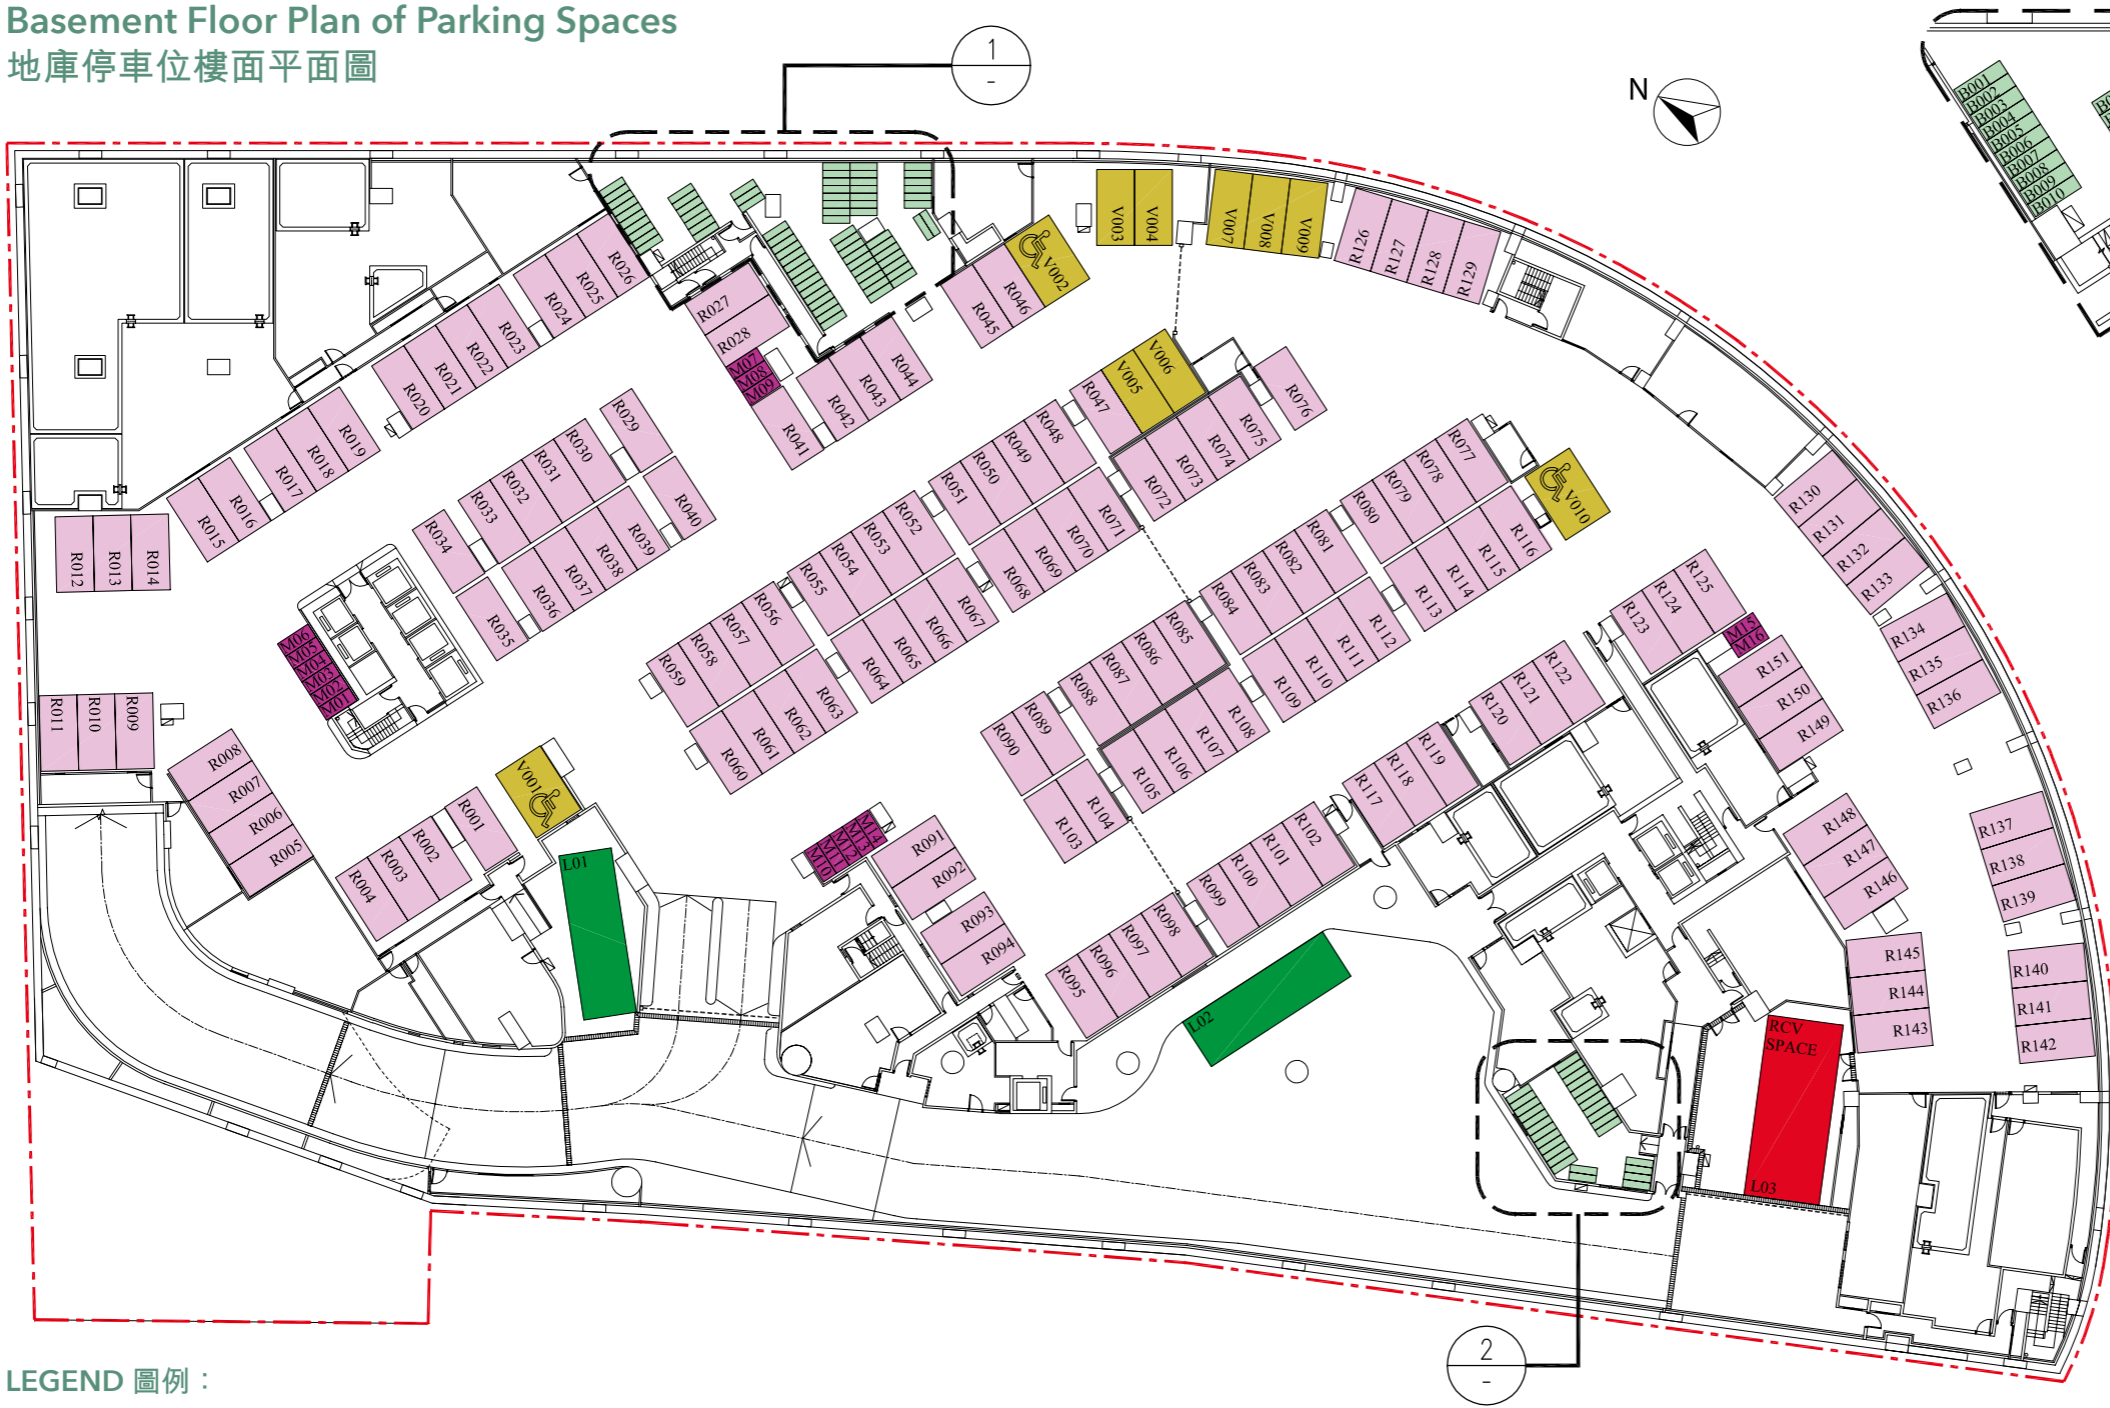 Basement Floor Plan of Parking Spaces
地庫停車位樓面平面圖
1
-
N
B001
B002
B003
B004
B005
B006
B007
B008
B009
B010
V003
V004
V007
V008
V009
R126
R127
R128
R129
V002
R046
R045
R026
R025
R024
R023
R022
R021
R020
R019
R018
R017
R016
R015
R014
R013
R012
R027
R028
M07
M08
M09
R041
R042
R043
R044
R029
R030
R031
R032
R033
R034
R040
R039
R038
R037
R036
R035
V006
V005
R047
R048
R049
R050
R051
R052
R053
R054
R055
R056
R057
R058
R059
R076
R075
R074
R073
R072
R071
R070
R069
R068
R067
R066
R065
R064
R063
R062
R061
R060
R077
R078
R079
R080
R081
R082
R083
R084
R085
R086
R087
R088
R089
R090
V010
R116
R115
R114
R113
R112
R111
R110
R109
R108
R107
R106
R105
R104
R103
R130
R131
R132
R133
R134
R135
R136
R125
R124
R123
M15
M16
R151
R150
R149
R122
R121
R120
R119
R118
R117
R102
R101
R100
R099
R098
R097
R096
R095
M06
M05
M04
M03
M02
M01
R011
R010
R009
R008
R007
R006
R005
R004
R003
R002
R001
V001
L01
M10
M11
M12
M13
M14
R091
R092
R093
R094
L02
R148
R147
R146
R137
R138
R139
R145
R144
R143
R140
R141
R142
RCV
SPACE
L03
2
-
LEGEND 圖例：